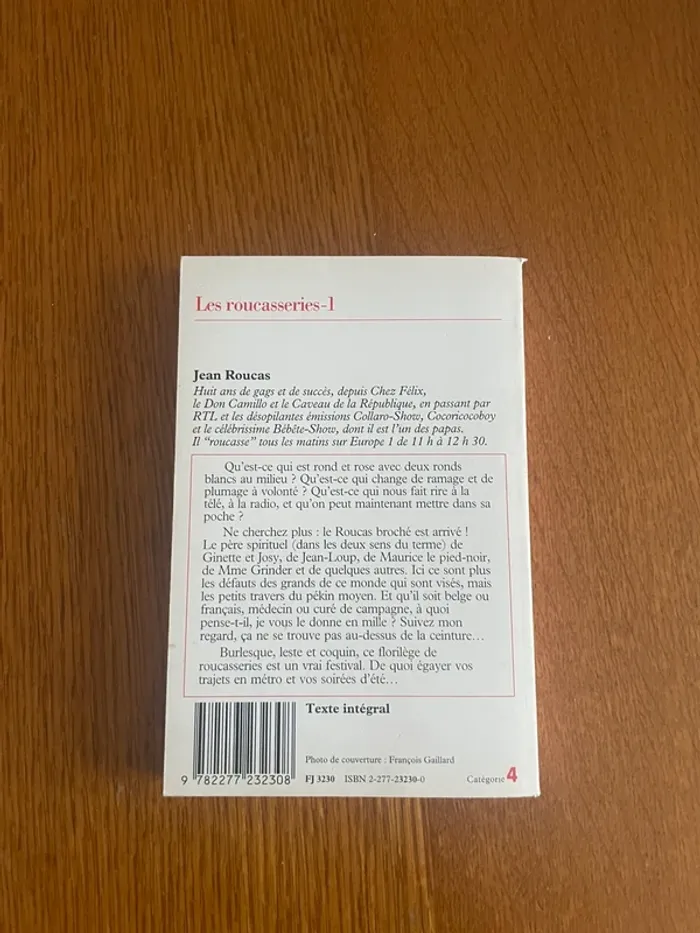 Les roucasseries-1
Jean Roucas
Huit ans de gags et de succès, depuis Chez Félix,
le Don Camillo et le Caveau de la République, en passant par
RTL et les désopilantes émissions Collaro-Show, Cocoricocoboy
et le célébrissime Bébête-Show, dont il est l'un des papas.
Il "roucasse" tous les matins sur Europe 1 de 11 h à 12 h 30.
Qu'est-ce qui est rond et rose avec deux ronds
blancs au milieu ? Qu'est-ce qui change de ramage et de
plumage à volonté ? Qu'est-ce qui nous fait rire à la
télé, à la radio, et qu'on peut maintenant mettre dans sa
poche ?
Ne cherchez plus : le Roucas broché est arrivé !
Le père spirituel (dans les deux sens du terme) de
Ginette et Josy, de Jean-Loup, de Maurice le pied-noir,
de Mme Grinder et de quelques autres. Ici ce sont plus
les défauts des grands de ce monde qui sont visés, mais
les petits travers du pékin moyen. Et qu'il soit belge ou
français, médecin ou curé de campagne, à quoi
pense-t-il, je vous le donne en mille ? Suivez mon
regard, ça ne se trouve pas au-dessus de la ceinture...
Burlesque, leste et coquin, ce florilège de
roucasseries est un vrai festival. De quoi égayer vos
trajets en métro et vos soirées d'été...
Texte intégral
Photo de couverture : François Gaillard
9 782277 232308
FJ 3230 ISBN 2-277-23230-0
Catégorie 4